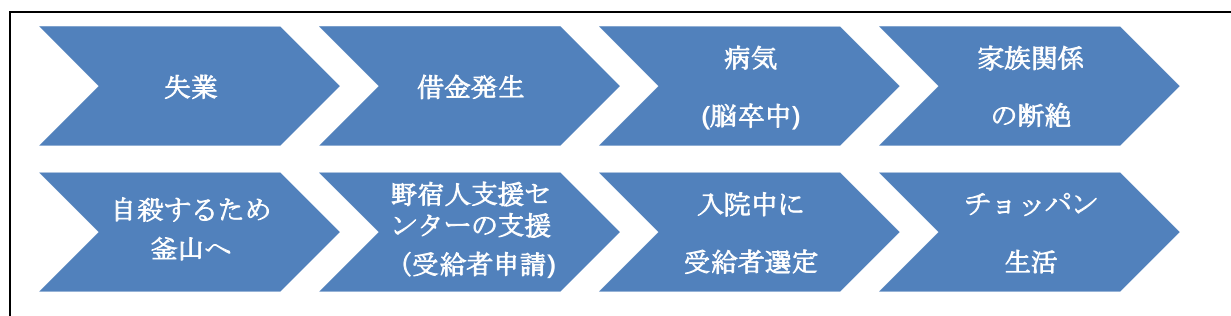 失業
借金発生
病気
(脳卒中)
家族関係
の断絶
自殺するため
釜山へ
野宿人支援セ
ンターの支援
（受給者申請)
入院中に
受給者選定
チョッパン
生活